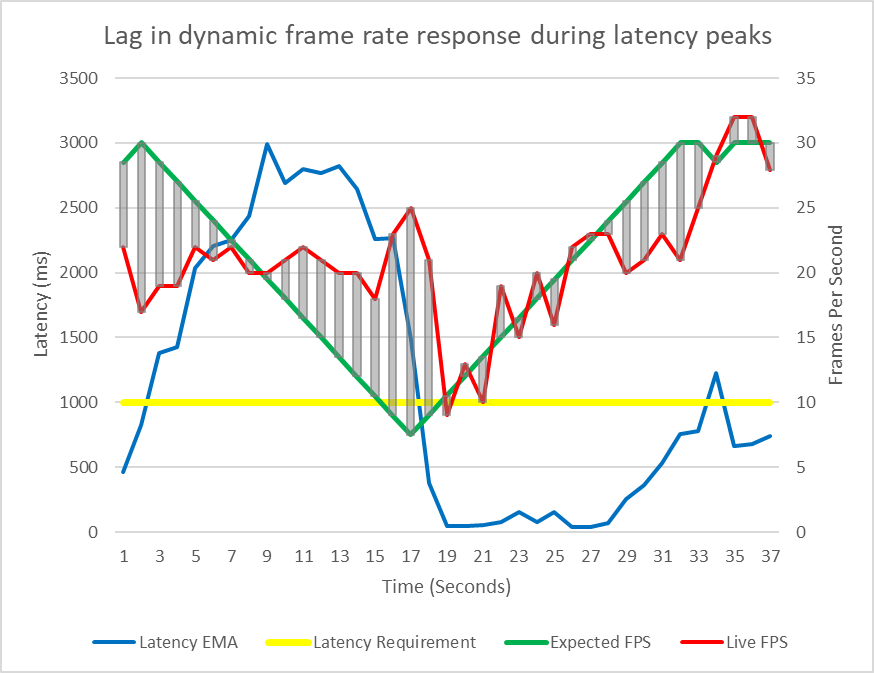 Lag in dynamic frame rate response during latency peaks
3500 35
3000 30
2500 25
2000 20
1500 15
1000 10
500 5
0 0
Latency (ms)
Frames Per Second
1 3 5 7 9 11 13 15 17 19 21 23 25 27 29 31 33 35 37
Time (Seconds)
Latency EMA Latency Requirement Expected FPS Live FPS